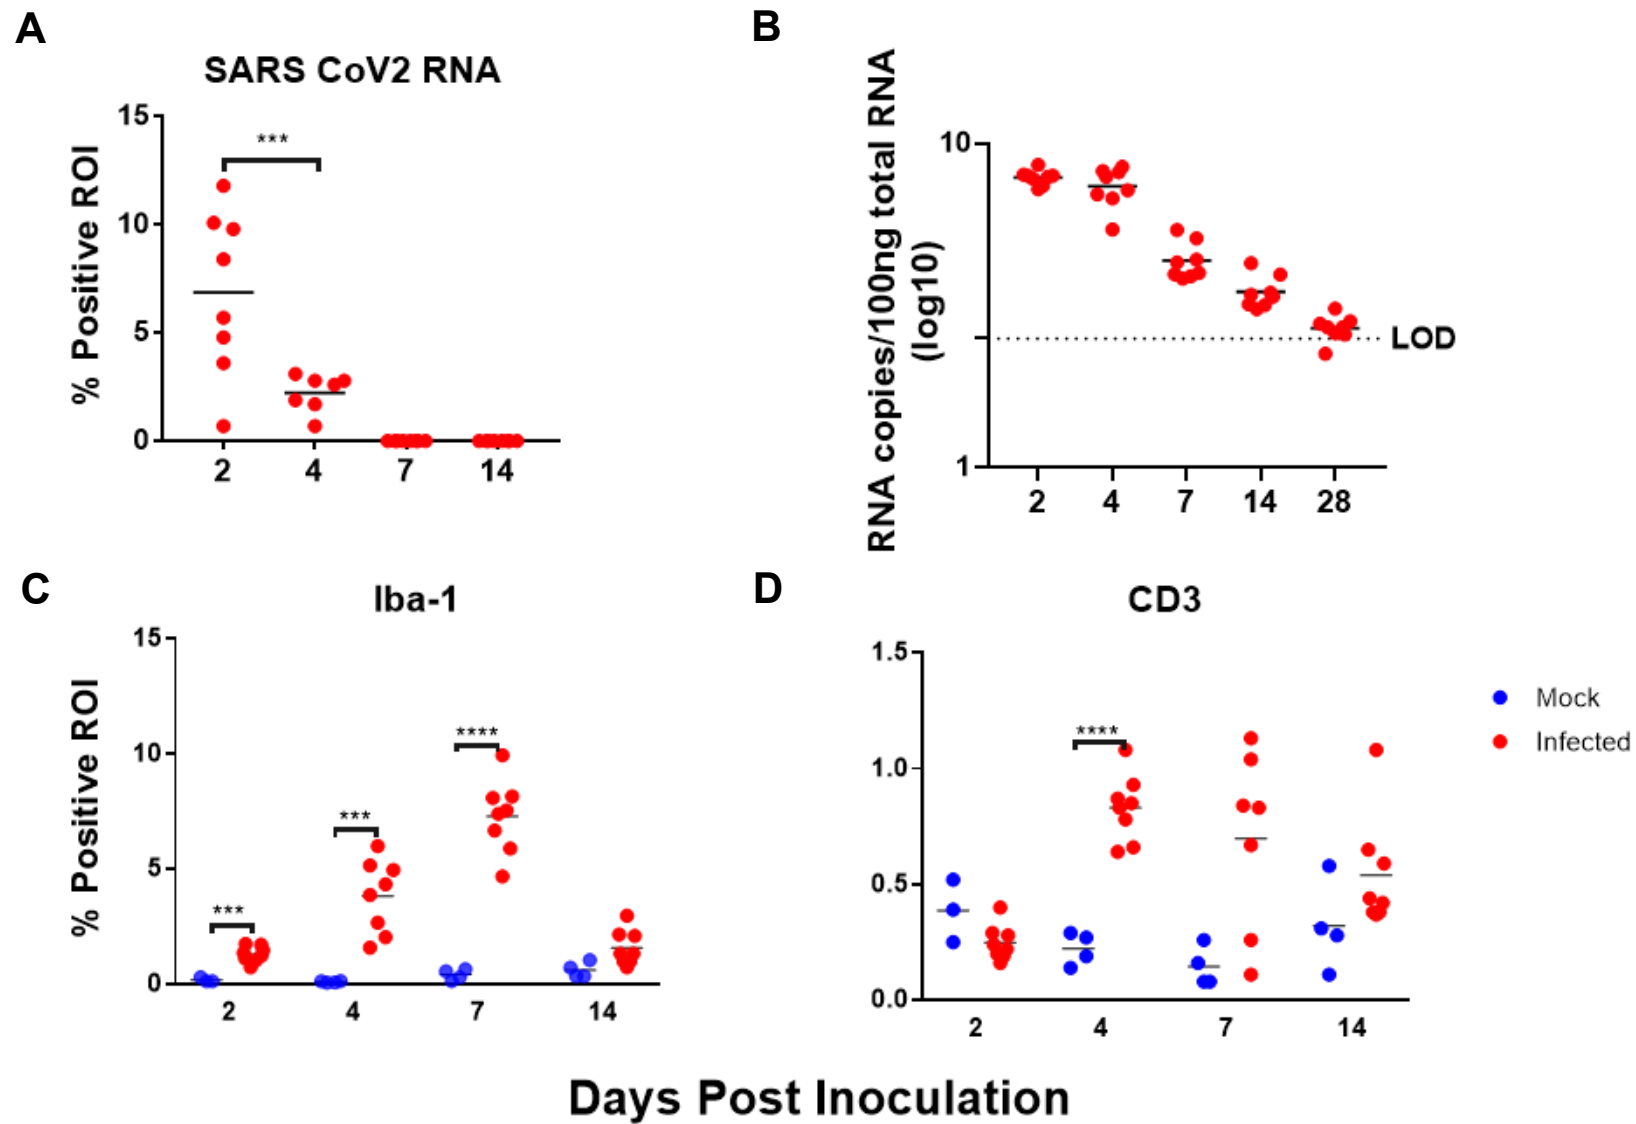 A
SARS CoV2 RNA
% Positive ROI
15
10
5
0
***
2 4 7 14
B
RNA copies/100ng total RNA
(log10)
10
1
LOD
2 4 7 14 28
C
Iba-1
% Positive ROI
15
10
5
0
***
***
****
2 4 7 14
D
CD3
1.5
1.0
0.5
0.0
****
2 4 7 14
Mock
Infected
Days Post Inoculation